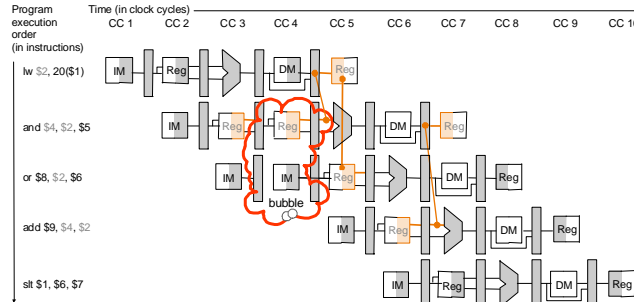 Program
execution
order
(in instructions)
Time (in clock cycles)
CC 1 CC 2 CC 3 CC 4 CC 5 CC 6 CC 7 CC 8 CC 9 CC 10
lw $2, 20($1) IM Reg DM Reg
and $4, $2, $5 IM Reg Reg DM Reg
or $8, $2, $6 IM IM Reg DM Reg
bubble
add $9, $4, $2 IM Reg DM Reg
slt $1, $6, $7 IM Reg DM Reg